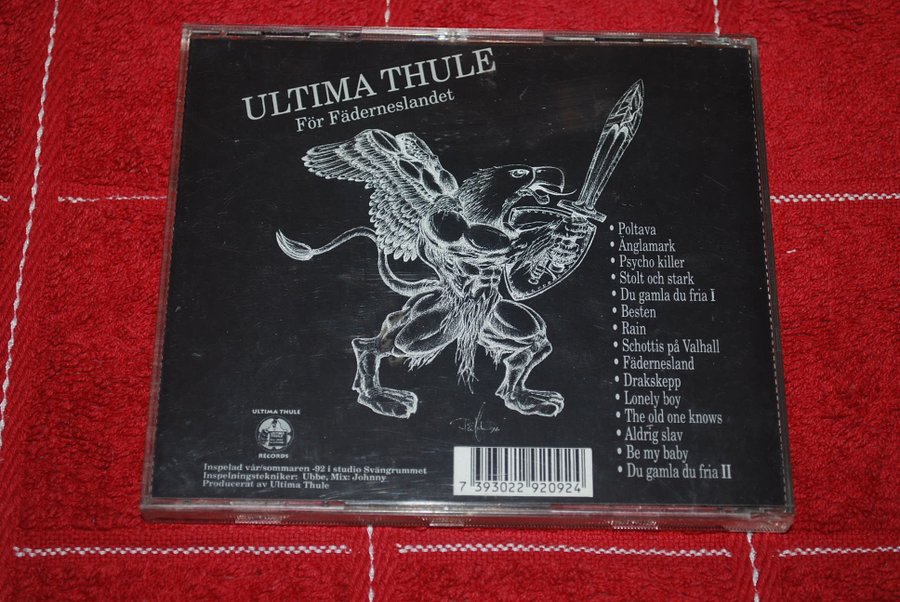 ULTIMA THULE
För Fäderneslandet
• Poltava
• Änglamark
• Psycho killer
• Stolt och stark
• Du gamla du fria I
• Besten
• Rain
• Schottis på Valhall
• Fädernesland
• Drakskepp
• Lonely boy
• The old one knows
• Aldrig slav
• Be my baby
• Du gamla du fria II
ULTIMA THULE
RECORDS
Inspelad vår/sommaren -92 i studio Svängrummet
Inspelningstekniker: Ubbe, Mix: Johnny
Producerat av Ultima Thule
7 393022 920924